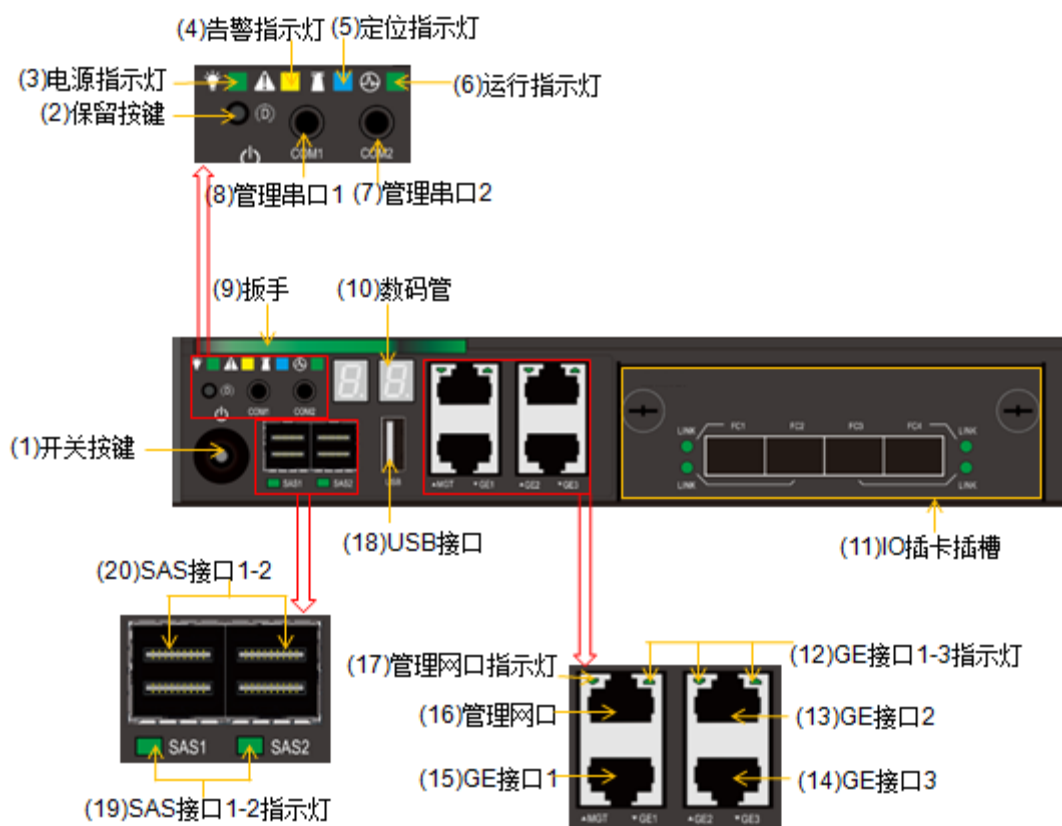 (4)告警指示灯 (5)定位指示灯
(3)电源指示灯
(6)运行指示灯
(2)保留按键
(D)
COM1 COM2
(8)管理串口1 (7)管理串口2
(9)扳手 (10)数码管
(D)
COM1 COM2
8. 8.
LINK FC1 FC2 FC3 FC4 LINK
(1)开关按键
LINK LINK
SAS1 SAS2 USB ▲MGT ▼GE1 ▲GE2 ▼GE3
(18)USB接口
(11)IO插卡插槽
(20)SAS接口1-2
(17)管理网口指示灯
(12)GE接口1-3指示灯
(16)管理网口
(13)GE接口2
SAS1 SAS2
(15)GE接口1
(14)GE接口3
(19)SAS接口1-2指示灯
▲MGT ▼GE1 ▲GE2 ▼GE3